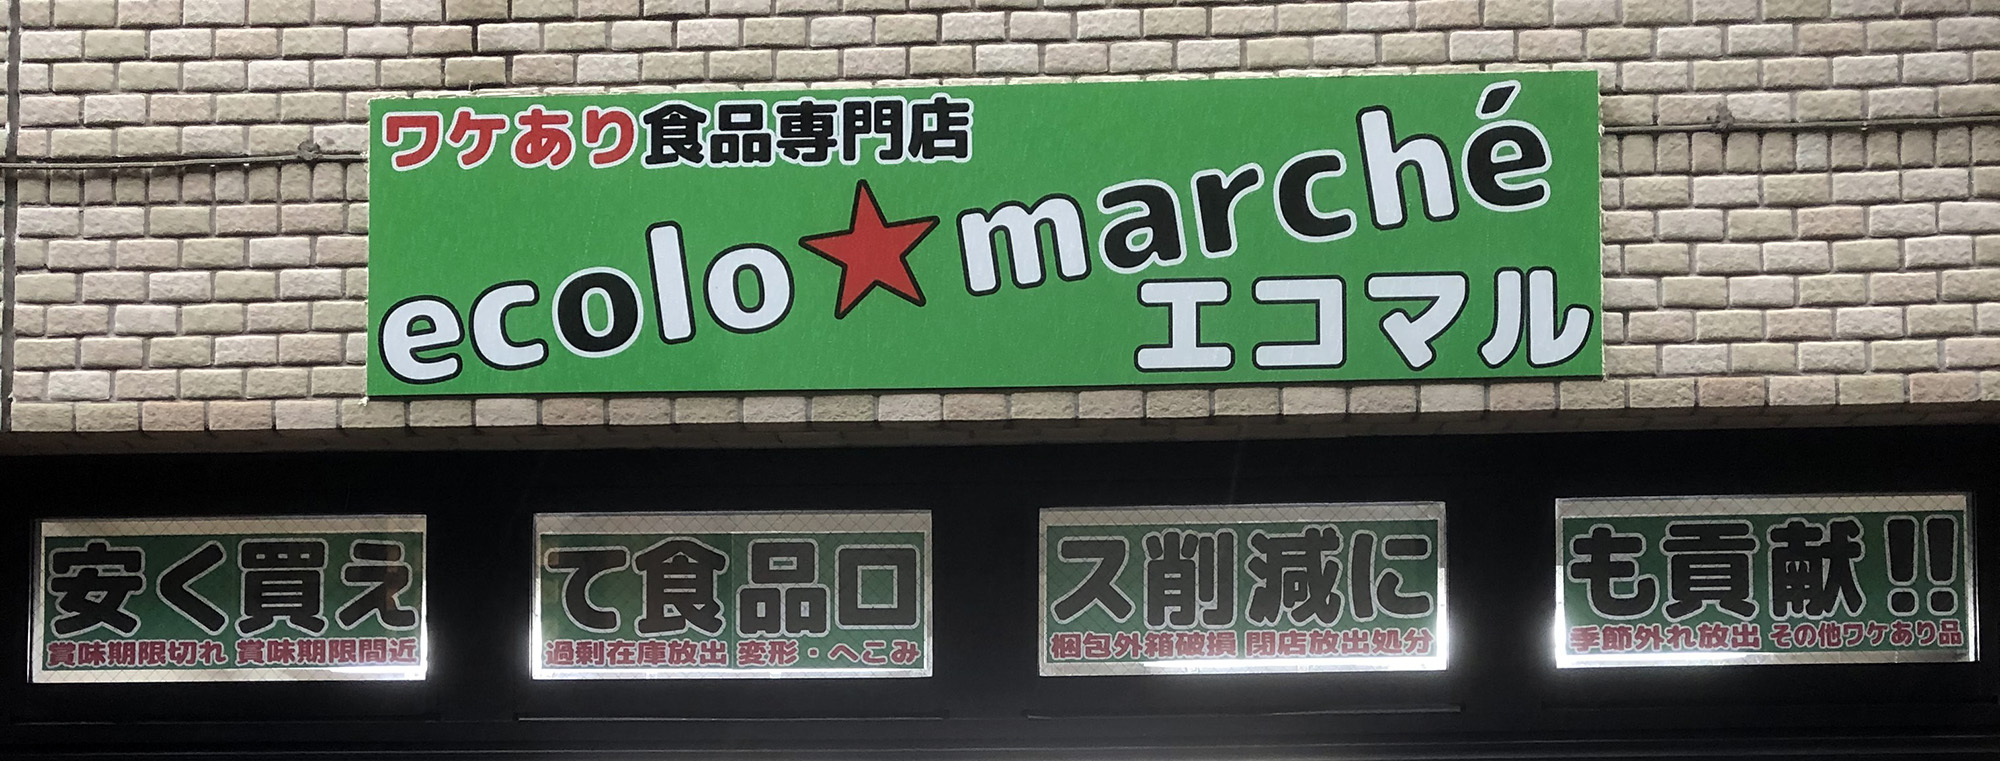 ワケあり食品専門店
ecolo★marché
エコマル
安く買えて食品ロス削減にも貢献!!
賞味期限切れ 賞味期限間近 過剰在庫放出 変形・へこみ 梱包外箱破損 閉店放出処分 季節外れ放出 その他ワケあり品